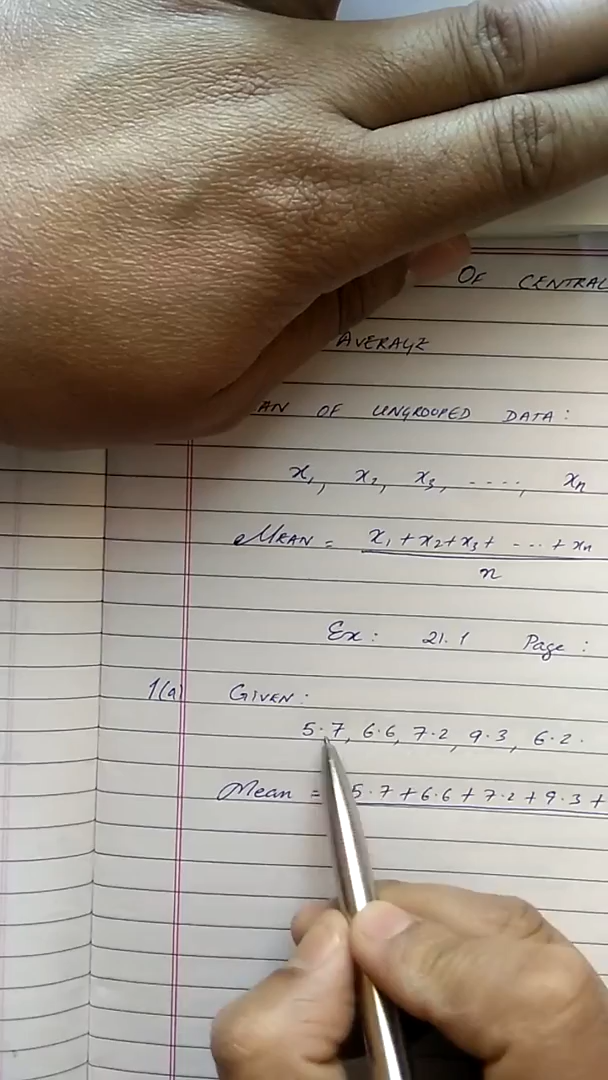 OF CENTRAL
AVERAGE
AN OF UNGROOPED DATA:
x₁, x₂, x₃, ----, xₙ
MEAN = x₁ + x₂ + x₃ + --- + xₙ
n
Ex: 21.1 Page:
1(a) GIVEN:
5.7, 6.6, 7.2, 9.3, 6.2.
Mean = 5.7 + 6.6 + 7.2 + 9.3 +